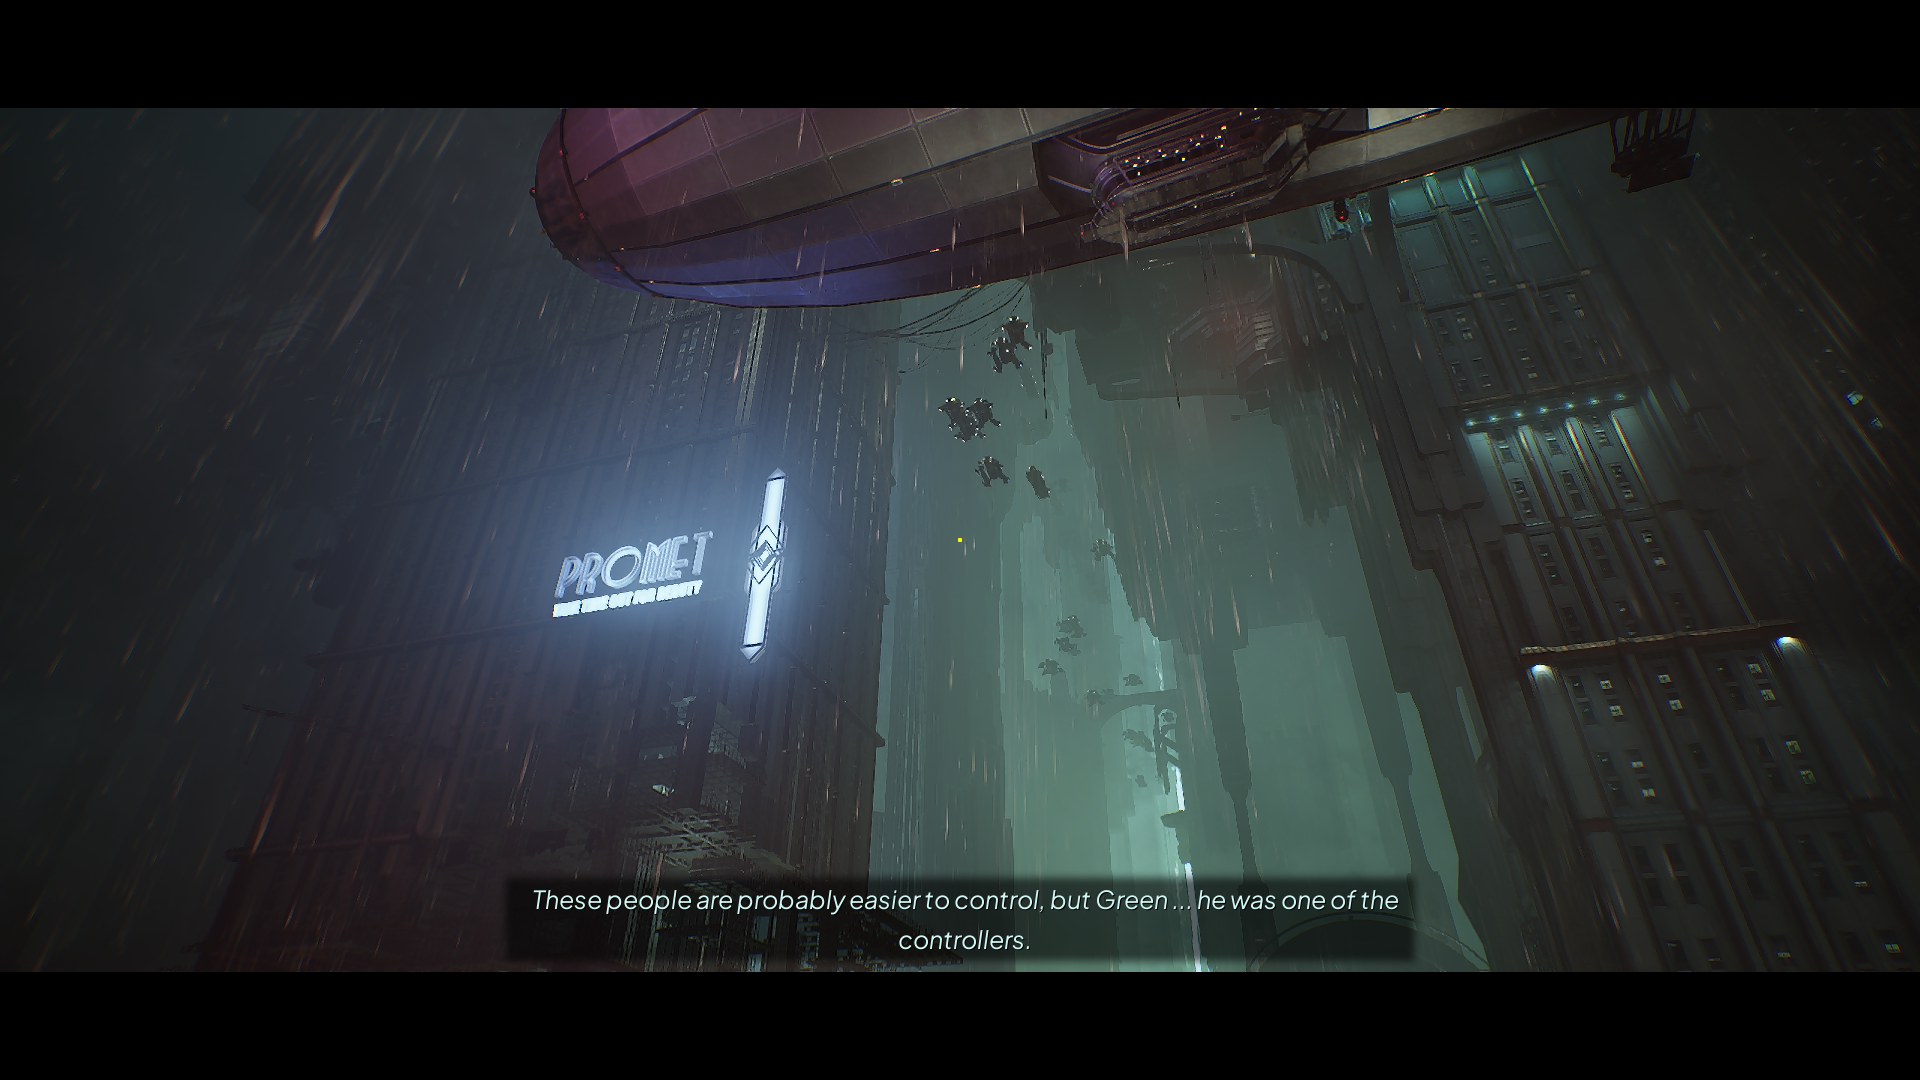 PROMET
These people are probably easier to control, but Green ... he was one of the
controllers.